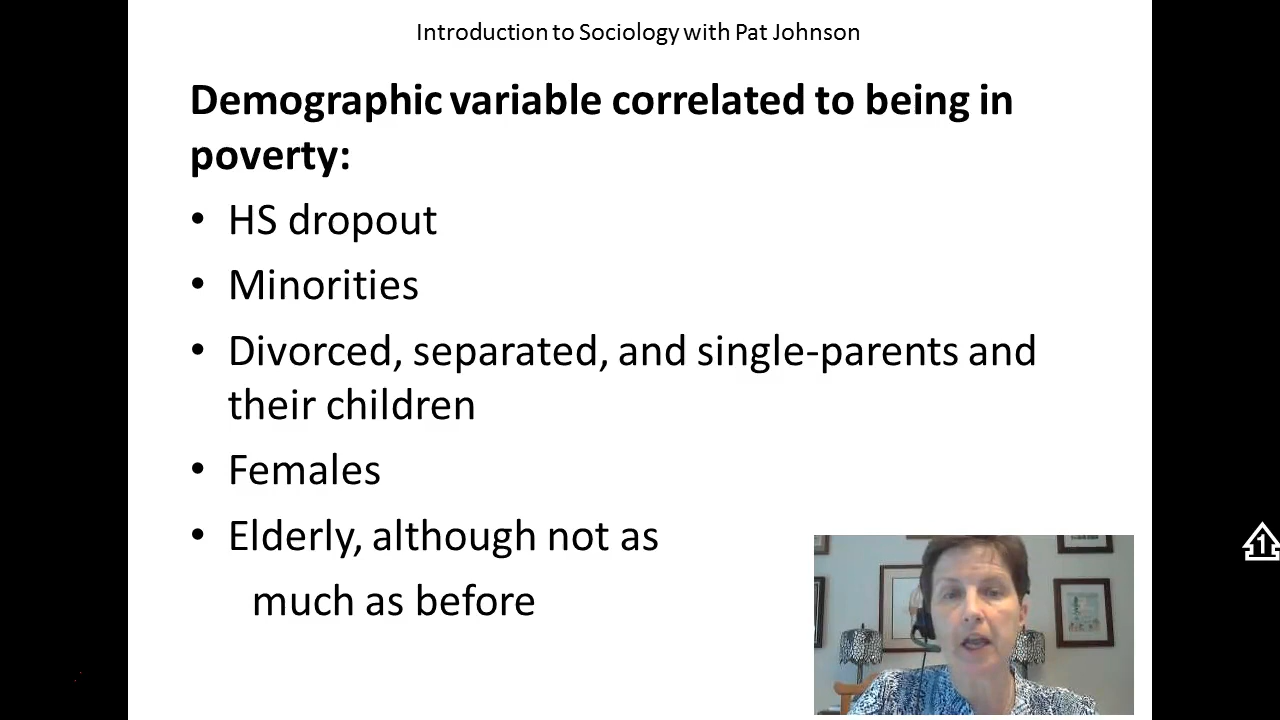 Introduction to Sociology with Pat Johnson
Demographic variable correlated to being in
poverty:
• HS dropout
• Minorities
• Divorced, separated, and single-parents and
their children
• Females
• Elderly, although not as
much as before
1